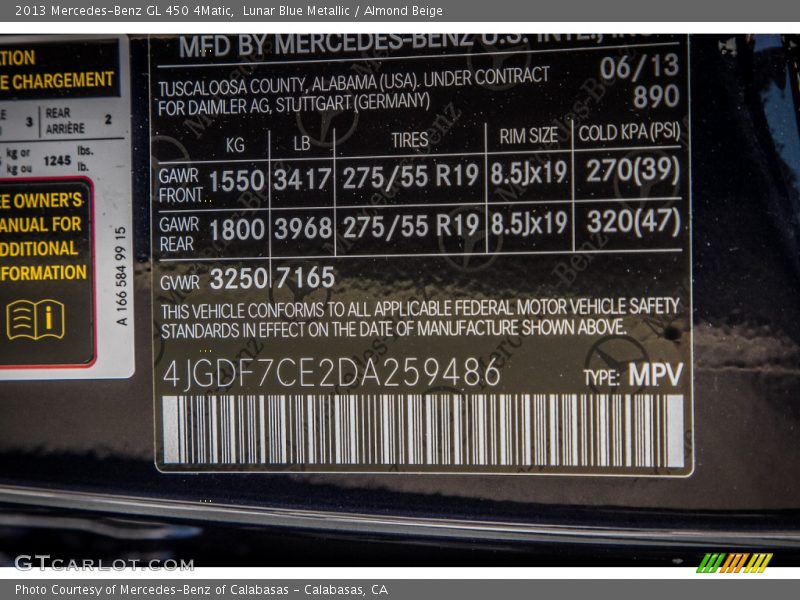 2013 Mercedes-Benz GL 450 4Matic,  Lunar Blue Metallic / Almond Beige
MFD BY MERCEDES-BENZ U.S. INTL, INC
TUSCALOOSA COUNTY, ALABAMA (USA). UNDER CONTRACT
FOR DAIMLER AG, STUTTGART (GERMANY)
06/13
890
KG LB TIRES RIM SIZE COLD KPA (PSI)
GAWR FRONT 1550 3417 275/55 R19 8.5Jx19 270(39)
GAWR REAR 1800 3968 275/55 R19 8.5Jx19 320(47)
GWR 3250 7165
THIS VEHICLE CONFORMS TO ALL APPLICABLE FEDERAL MOTOR VEHICLE SAFETY
STANDARDS IN EFFECT ON THE DATE OF MANUFACTURE SHOWN ABOVE.
4JGDF7CE2DA259486
TYPE: MPV
CHARGEMENT
3 REAR ARRIÈRE 2
kg or kg ou 1245 lbs. lb.
OWNER'S
FOR
A 166 584 99 15
GTCARLOT.COM
Photo Courtesy of Mercedes-Benz of Calabasas – Calabasas, CA